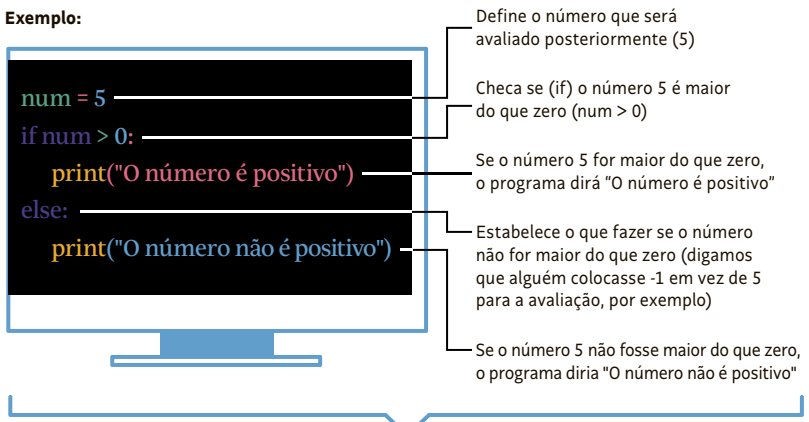 Exemplo:
num = 5
if num > 0:
print("O número é positivo")
else:
print("O número não é positivo")
Define o número que será
avaliado posteriormente (5)
Checa se (if) o número 5 é maior
do que zero (num > 0)
Se o número 5 for maior do que zero,
o programa dirá “O número é positivo”
Estabelece o que fazer se o número
não for maior do que zero (digamos
que alguém colocasse -1 em vez de 5
para a avaliação, por exemplo)
Se o número 5 não fosse maior do que zero,
o programa diria "O número não é positivo"